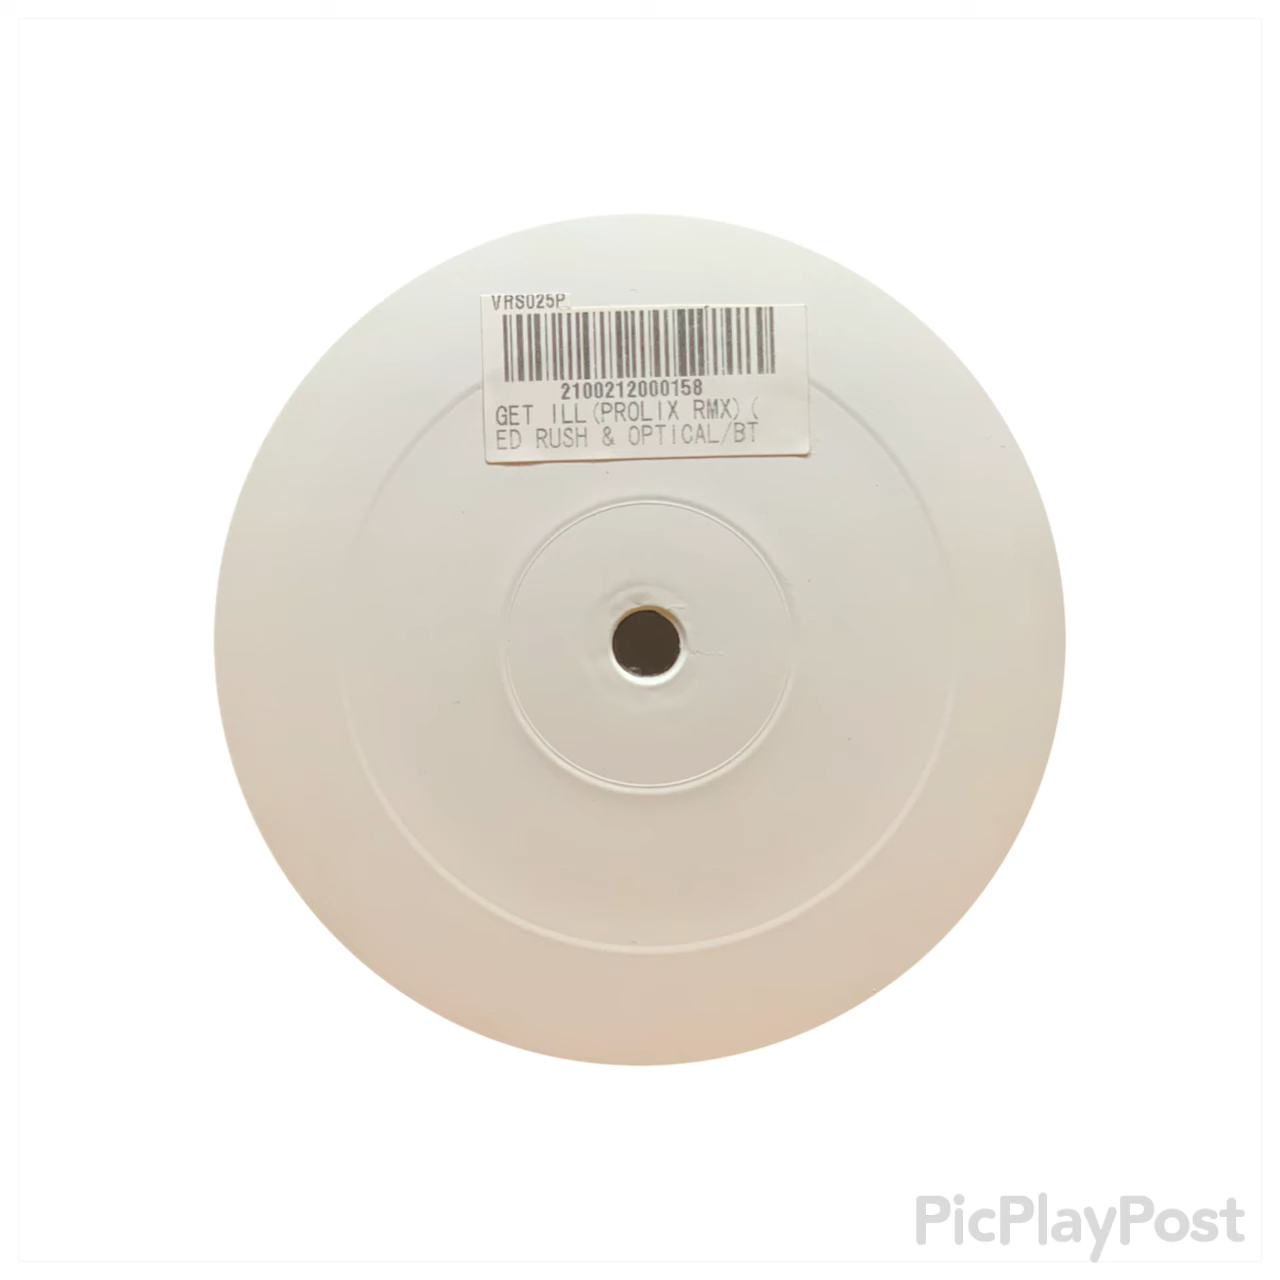 VRS025P
2100212000158
GET ILL(PROLIX RMX)(
ED RUSH & OPTICAL/BT
PicPlayPost